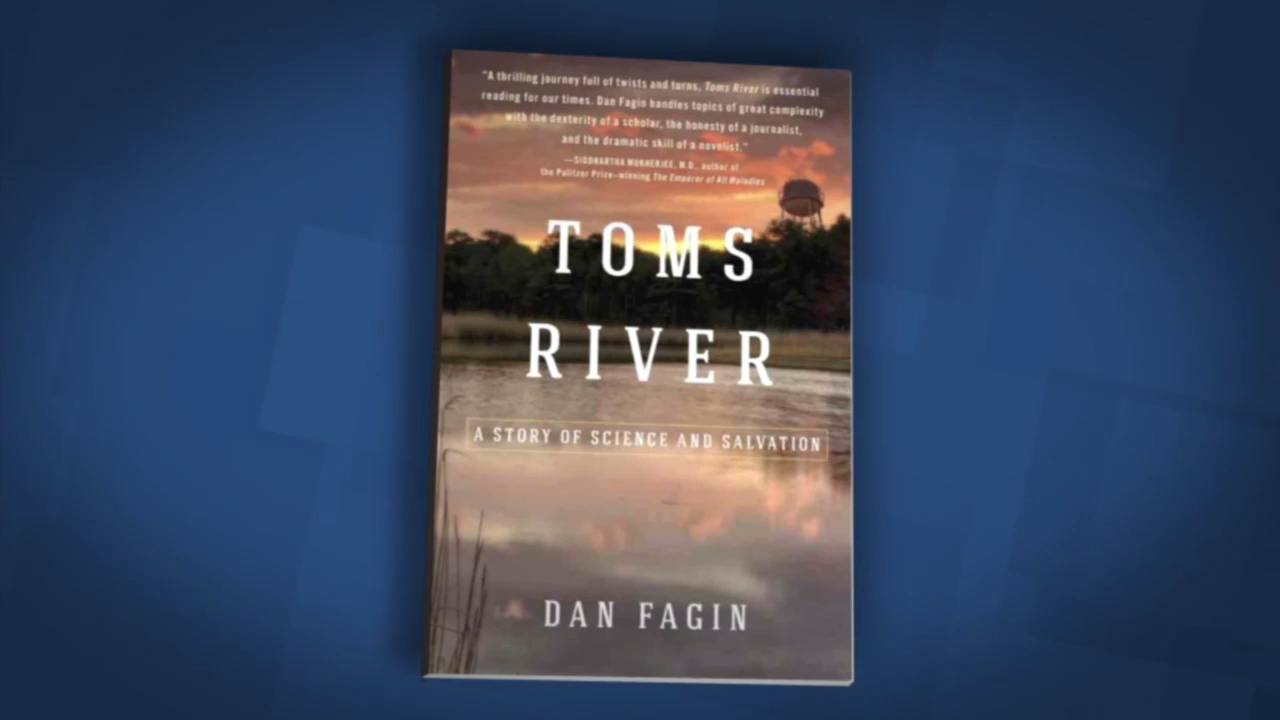 "A thrilling journey full of twists and turns, Toms River is essential
reading for our times. Dan Fagin handles topics of great complexity
with the dexterity of a scholar, the honesty of a journalist,
and the dramatic skill of a novelist."
—SIDDHARTHA MUKHERJEE, M.D., author of
the Pulitzer Prize–winning The Emperor of All Maladies
TOMS
RIVER
A STORY OF SCIENCE AND SALVATION
DAN FAGIN